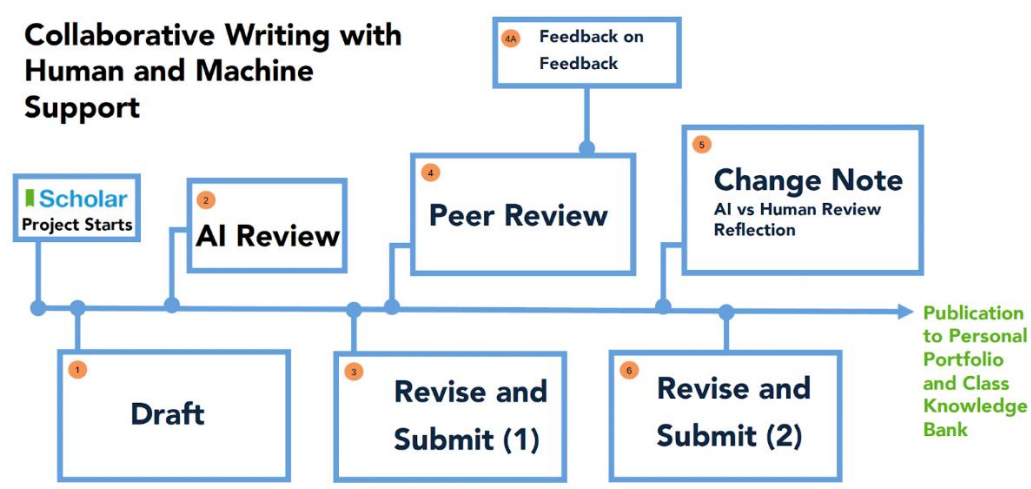 Collaborative Writing with
Human and Machine
Support
Scholar
Project Starts
1
Draft
2
AI Review
3
Revise and
Submit (1)
4
Peer Review
4A
Feedback on
Feedback
5
Change Note
AI vs Human Review
Reflection
6
Revise and
Submit (2)
Publication
to Personal
Portfolio
and Class
Knowledge
Bank